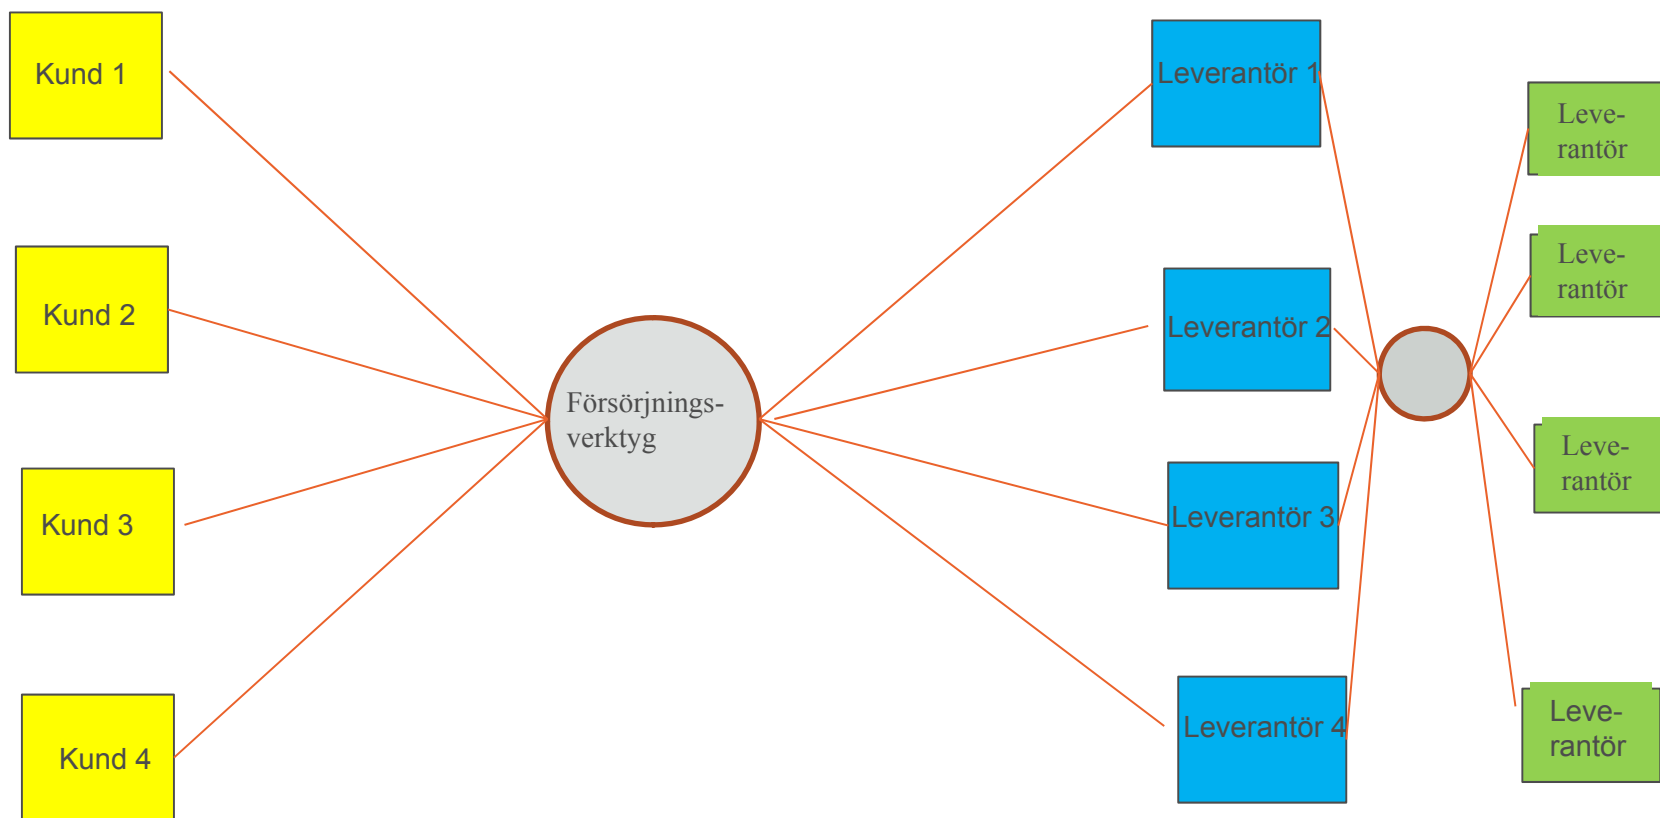 Kund 1
Kund 2
Kund 3
Kund 4
Försörjnings-
verktyg
Leverantör 1
Leverantör 2
Leverantör 3
Leverantör 4
Leve-
rantör
Leve-
rantör
Leve-
rantör
Leve-
rantör